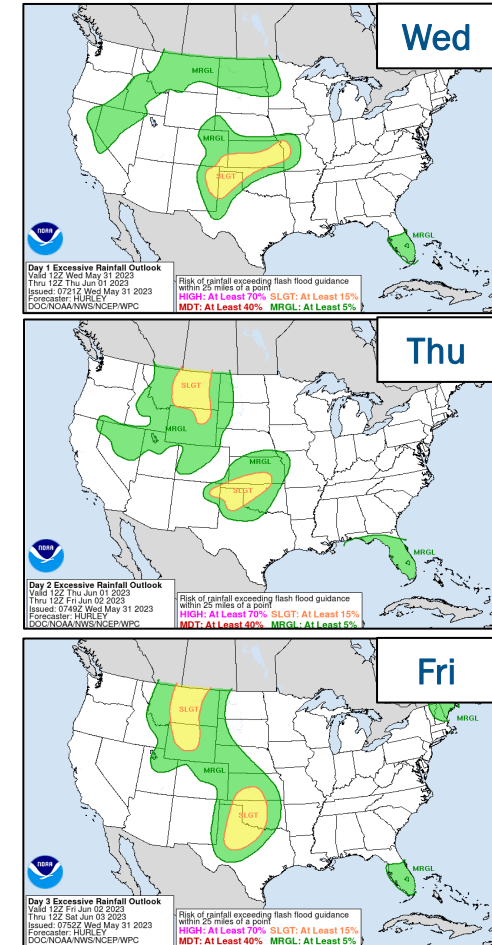 Wed
MRGL
MRGL
SLGT
MRGL
NOAA
Day 1 Excessive Rainfall Outlook
Valid 12Z Wed May 31 2023
Thru 12Z Thu Jun 01 2023
Issued: 0721Z Wed May 31 2023
Forecaster: HURLEY
DOC/NOAA/NWS/NCEP/WPC
Risk of rainfall exceeding flash flood guidance
within 25 miles of a point
HIGH: At Least 70% SLGT: At Least 15%
MDT: At Least 40% MRGL: At Least 5%
Thu
SLGT
MRGL
MRGL
SLGT
MRGL
NOAA
Day 2 Excessive Rainfall Outlook
Valid 12Z Thu Jun 01 2023
Thru 12Z Fri Jun 02 2023
Issued: 0749Z Wed May 31 2023
Forecaster: HURLEY
DOC/NOAA/NWS/NCEP/WPC
Risk of rainfall exceeding flash flood guidance
within 25 miles of a point
HIGH: At Least 70% SLGT: At Least 15%
MDT: At Least 40% MRGL: At Least 5%
Fri
SLGT
MRGL
MRGL
SLGT
MRGL
NOAA
Day 3 Excessive Rainfall Outlook
Valid 12Z Fri Jun 02 2023
Thru 12Z Sat Jun 03 2023
Issued: 0752Z Wed May 31 2023
Forecaster: HURLEY
DOC/NOAA/NWS/NCEP/WPC
Risk of rainfall exceeding flash flood guidance
within 25 miles of a point
HIGH: At Least 70% SLGT: At Least 15%
MDT: At Least 40% MRGL: At Least 5%